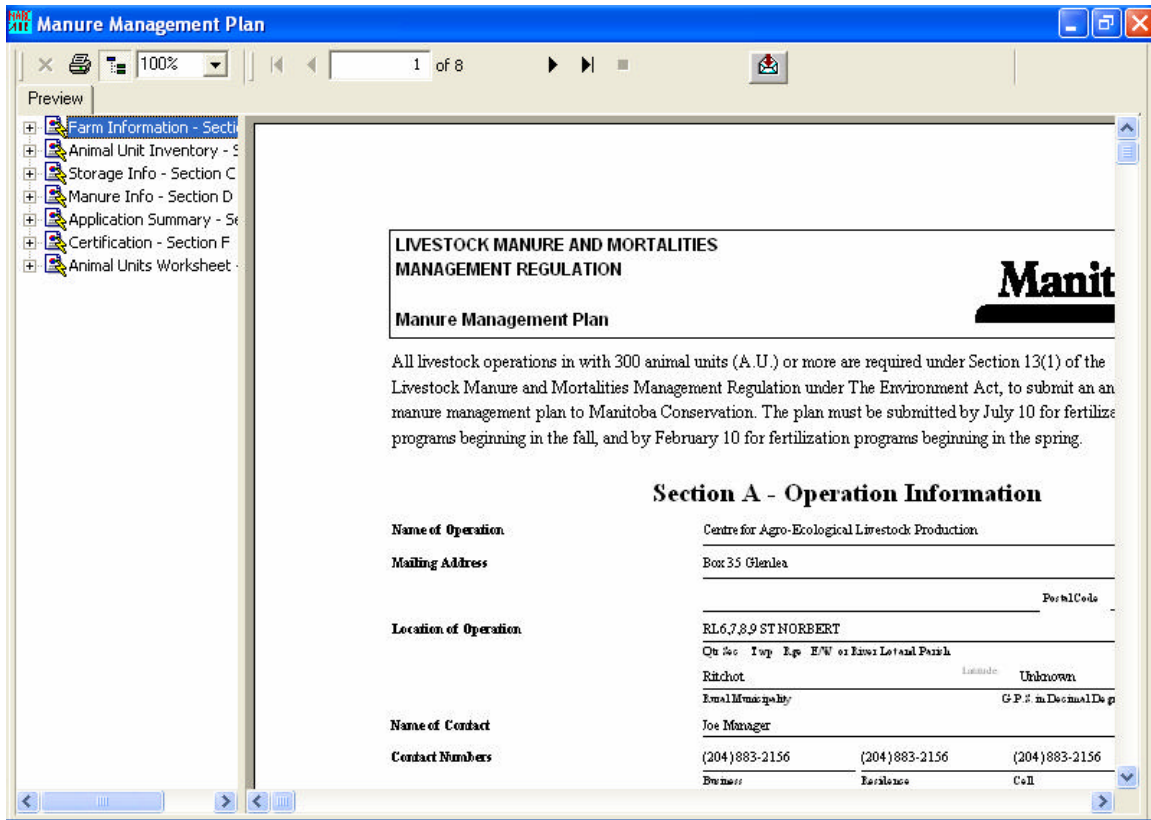 Manure Management Plan
100%
1 of 8
Preview
Farm Information - Secti
Animal Unit Inventory - S
Storage Info - Section C
Manure Info - Section D
Application Summary - Se
Certification - Section F
Animal Units Worksheet -
LIVESTOCK MANURE AND MORTALITIES
MANAGEMENT REGULATION
Manit
Manure Management Plan
All livestock operations in with 300 animal units (A.U.) or more are required under Section 13(1) of the
Livestock Manure and Mortalities Management Regulation under The Environment Act, to submit an an
manure management plan to Manitoba Conservation. The plan must be submitted by July 10 for fertiliza
programs beginning in the fall, and by February 10 for fertilization programs beginning in the spring.
Section A - Operation Information
Name of Operation Centre for Agro-Ecological Livestock Production
Mailing Address Box 35 Glenlea
Postal Code
Location of Operation RL6,7,8,9 ST NORBERT
Qtr Sec Twp Rge E/W or River Lot and Parish
Ritchot Latitude Unknown
Rural Municipality G.P.S. in Decimal Deg
Name of Contact Joe Manager
Contact Numbers (204)883-2156 (204)883-2156 (204)883-2156
Business Residence Cell